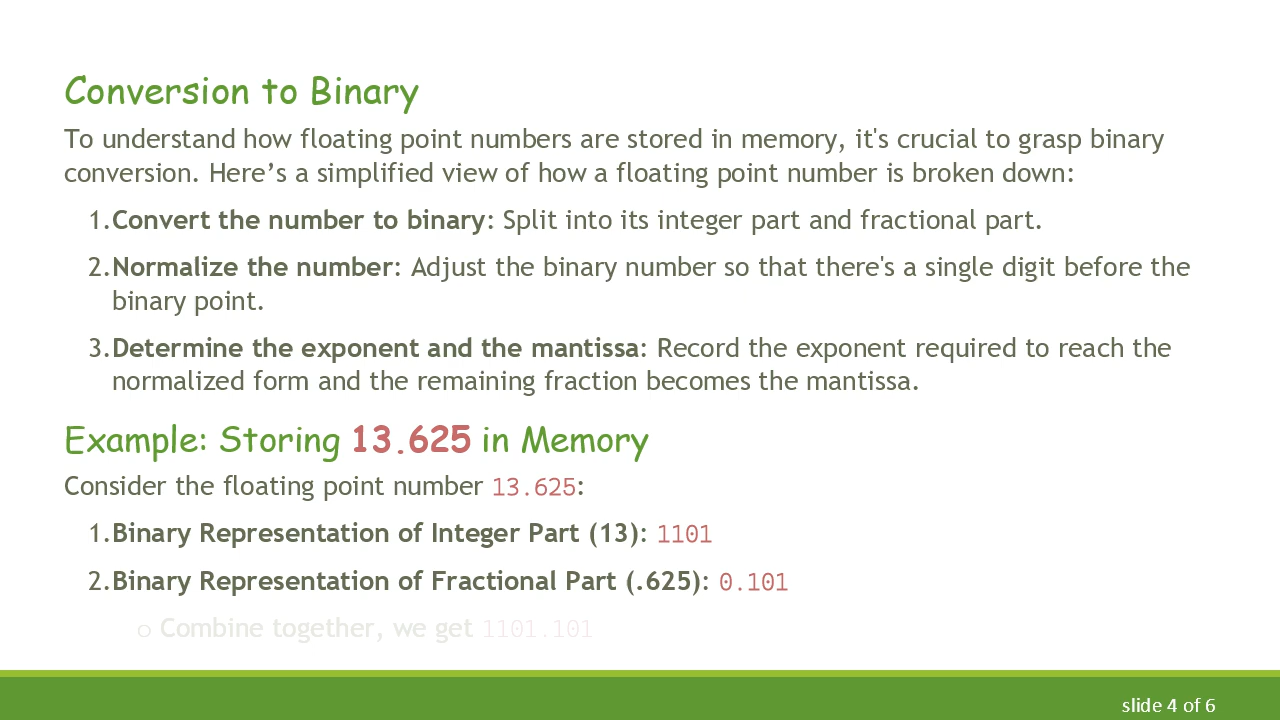 Conversion to Binary
To understand how floating point numbers are stored in memory, it's crucial to grasp binary
conversion. Here’s a simplified view of how a floating point number is broken down:
1.Convert the number to binary: Split into its integer part and fractional part.
2.Normalize the number: Adjust the binary number so that there's a single digit before the
binary point.
3.Determine the exponent and the mantissa: Record the exponent required to reach the
normalized form and the remaining fraction becomes the mantissa.
Example: Storing 13.625 in Memory
Consider the floating point number 13.625:
1.Binary Representation of Integer Part (13): 1101
2.Binary Representation of Fractional Part (.625): 0.101
o Combine together, we get 1101.101
slide 4 of 6